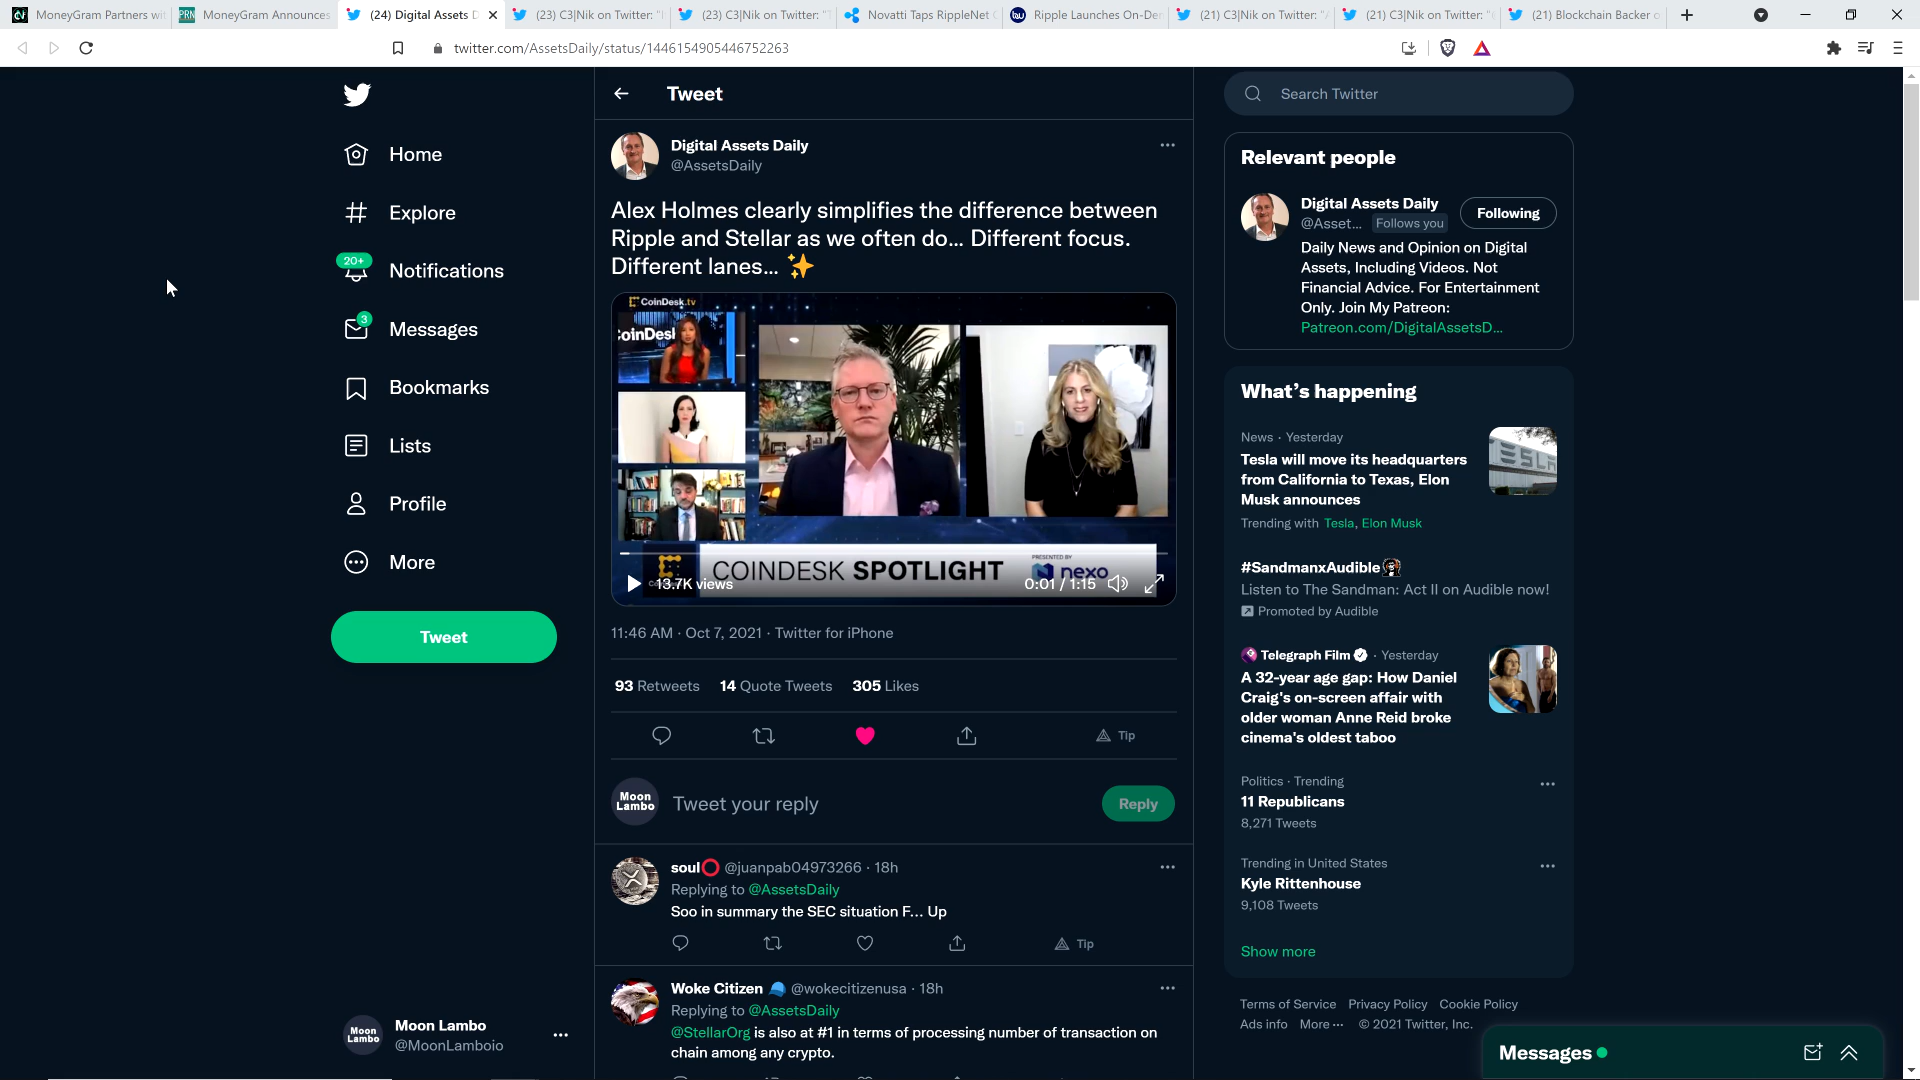 MoneyGram Partners wit
MoneyGram Announces
(24) Digital Assets D
(23) C3|Nik on Twitter: "
(23) C3|Nik on Twitter: "
Novatti Taps RippleNet
Ripple Launches On-De
(21) C3|Nik on Twitter: "
(21) C3|Nik on Twitter: "
(21) Blockchain Backer o
twitter.com/AssetsDaily/status/1446154905446752263
Home
Explore
20+
Notifications
3
Messages
Bookmarks
Lists
Profile
More
Tweet
Moon Lambo
Moon Lambo
@MoonLamboio
Tweet
Digital Assets Daily
@AssetsDaily
Alex Holmes clearly simplifies the difference between
Ripple and Stellar as we often do... Different focus.
Different lanes... ✨
CoinDesk.tv
CoinDesk
COINDESK SPOTLIGHT
PRESENTED BY
nexo
13.7K views
0:01 / 1:15
11:46 AM · Oct 7, 2021 · Twitter for iPhone
93 Retweets 14 Quote Tweets 305 Likes
Tip
Moon Lambo
Tweet your reply
Reply
soul⭕ @juanpab04973266 · 18h
Replying to @AssetsDaily
Soo in summary the SEC situation F... Up
Tip
Woke Citizen 🧢 @wokecitizenusa · 18h
Replying to @AssetsDaily
@StellarOrg is also at #1 in terms of processing number of transaction on
chain among any crypto.
Search Twitter
Relevant people
Digital Assets Daily
@Asset... Follows you
Following
Daily News and Opinion on Digital
Assets, Including Videos. Not
Financial Advice. For Entertainment
Only. Join My Patreon:
Patreon.com/DigitalAssetsD...
What's happening
News · Yesterday
Tesla will move its headquarters
from California to Texas, Elon
Musk announces
Trending with Tesla, Elon Musk
#SandmanxAudible
Listen to The Sandman: Act II on Audible now!
Promoted by Audible
Telegraph Film · Yesterday
A 32-year age gap: How Daniel
Craig's on-screen affair with
older woman Anne Reid broke
cinema's oldest taboo
Politics · Trending
11 Republicans
8,271 Tweets
Trending in United States
Kyle Rittenhouse
9,108 Tweets
Show more
Terms of Service Privacy Policy Cookie Policy
Ads info More ··· © 2021 Twitter, Inc.
Messages